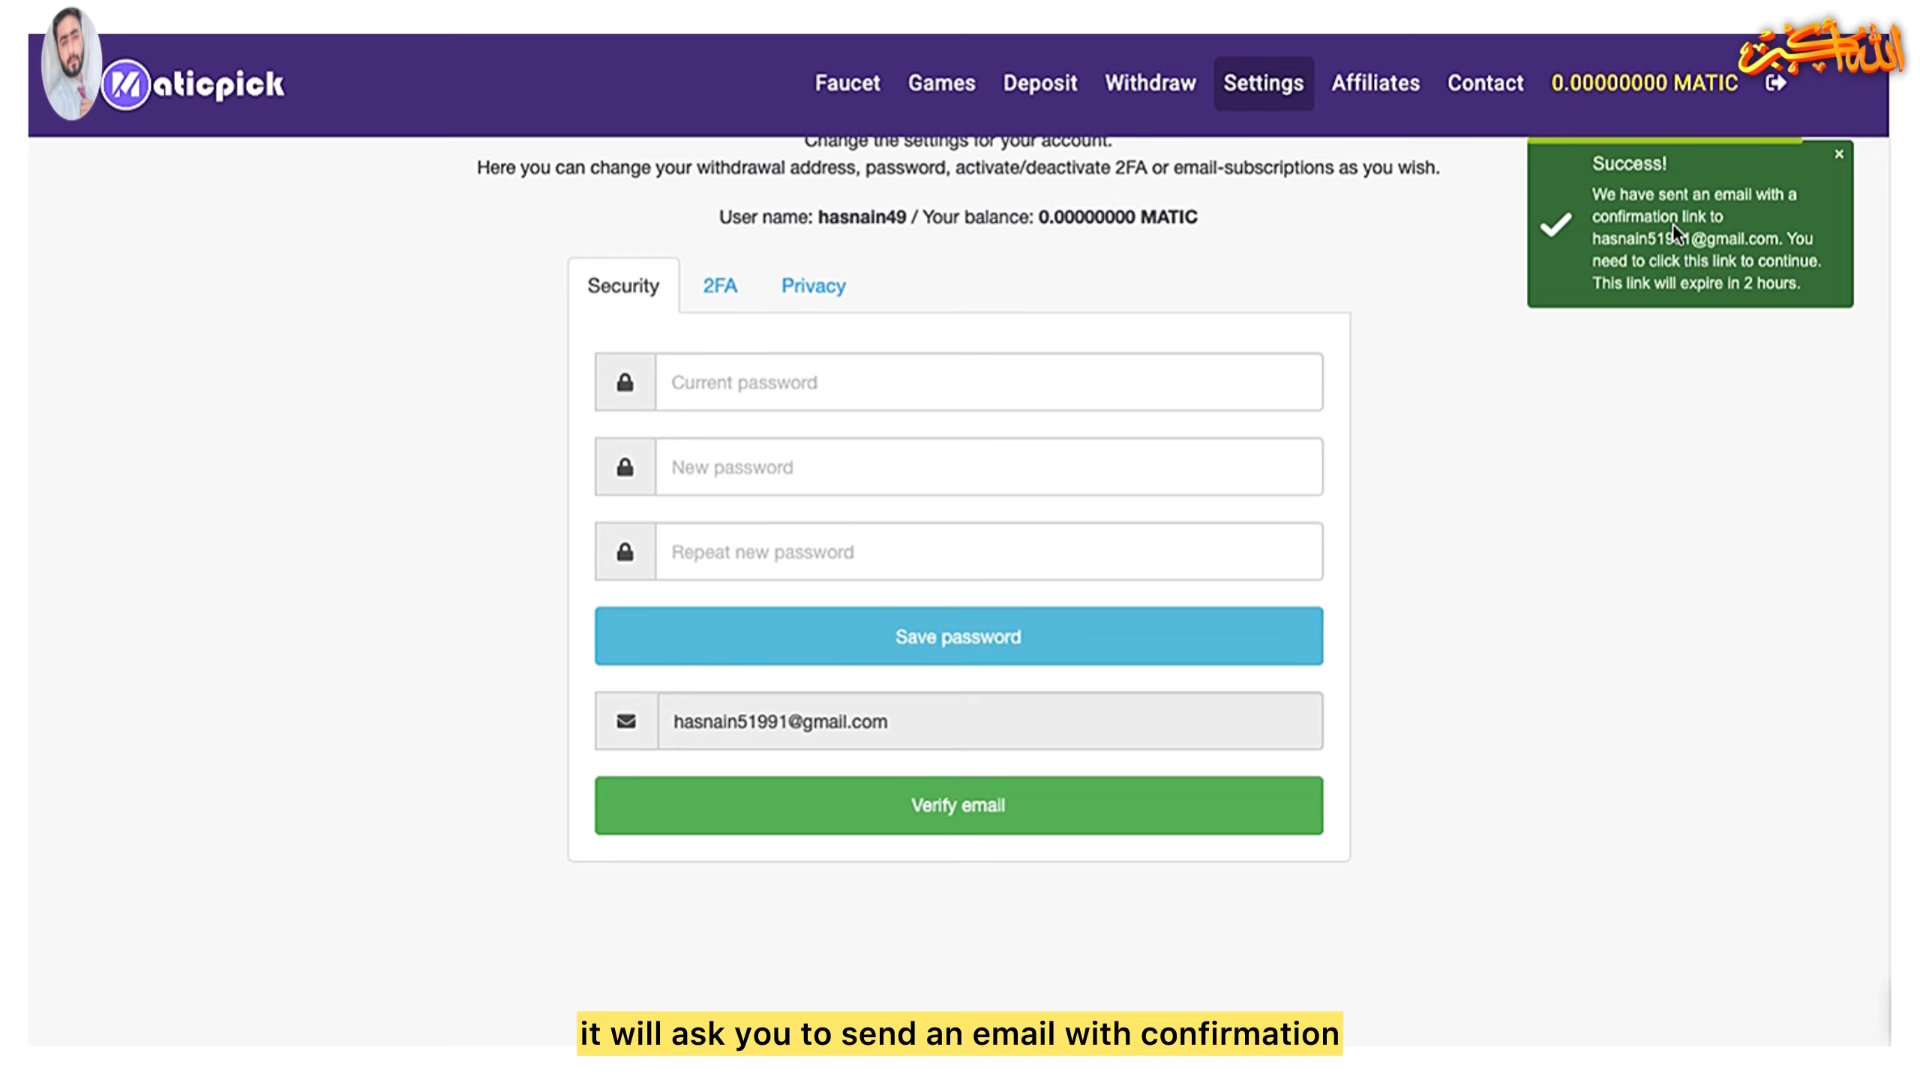 Maticpick
Faucet Games Deposit Withdraw Settings Affiliates Contact 0.00000000 MATIC
الله أكبر
Change the settings for your account.
Here you can change your withdrawal address, password, activate/deactivate 2FA or email-subscriptions as you wish.
User name: hasnain49 / Your balance: 0.00000000 MATIC
Success!
We have sent an email with a
confirmation link to
hasnain51991@gmail.com. You
need to click this link to continue.
This link will expire in 2 hours.
Security 2FA Privacy
Current password
New password
Repeat new password
Save password
hasnain51991@gmail.com
Verify email
it will ask you to send an email with confirmation